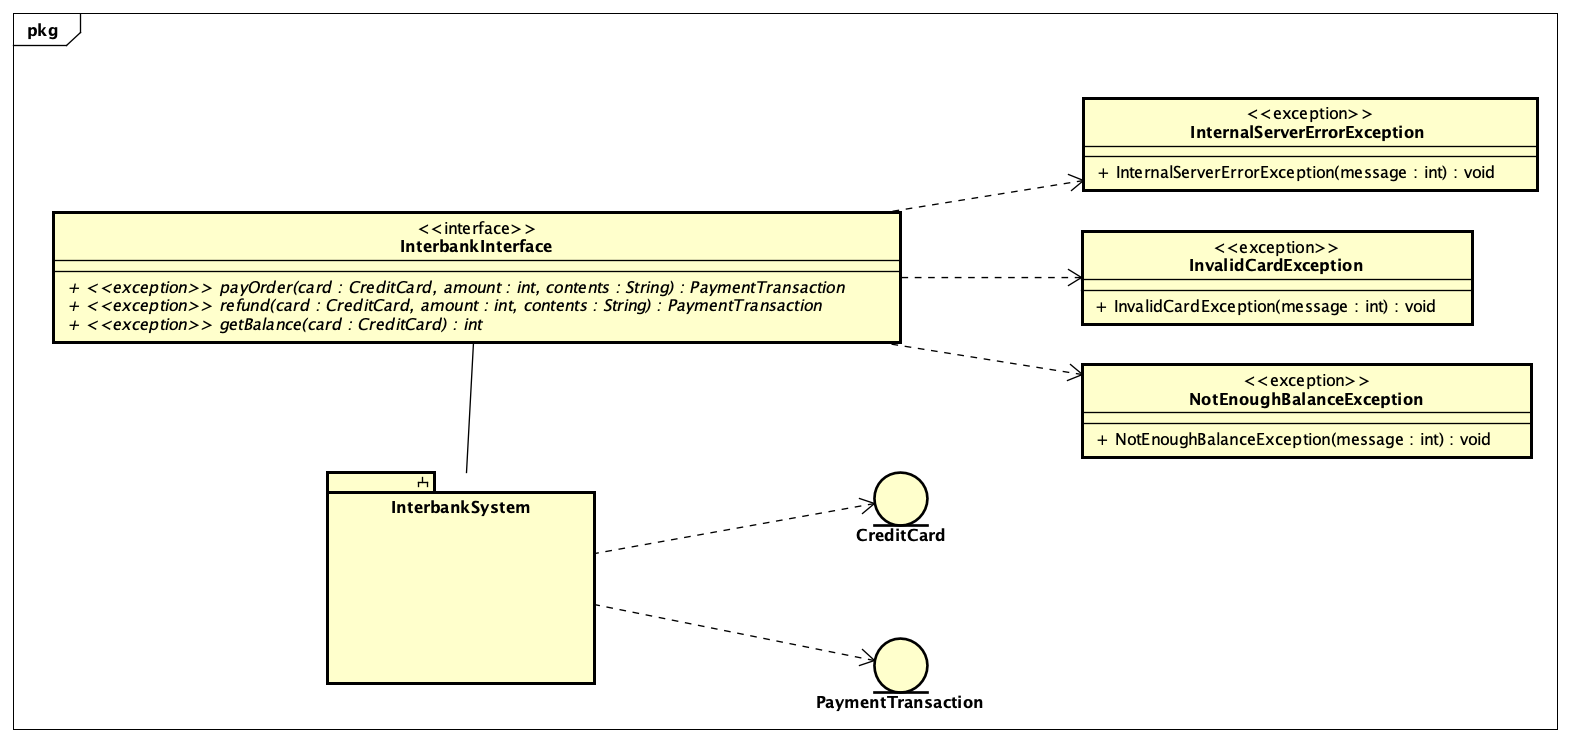 pkg
<<exception>>
InternalServerErrorException
+ InternalServerErrorException(message : int) : void
<<interface>>
InterbankInterface
+ <<exception>> payOrder(card : CreditCard, amount : int, contents : String) : PaymentTransaction
+ <<exception>> refund(card : CreditCard, amount : int, contents : String) : PaymentTransaction
+ <<exception>> getBalance(card : CreditCard) : int
<<exception>>
InvalidCardException
+ InvalidCardException(message : int) : void
<<exception>>
NotEnoughBalanceException
+ NotEnoughBalanceException(message : int) : void
InterbankSystem
CreditCard
PaymentTransaction